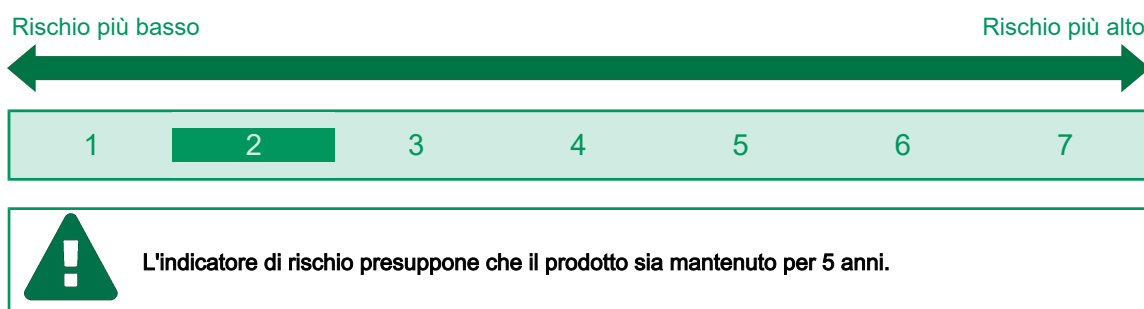 Rischio più basso Rischio più alto
1 2 3 4 5 6 7
L'indicatore di rischio presuppone che il prodotto sia mantenuto per 5 anni.